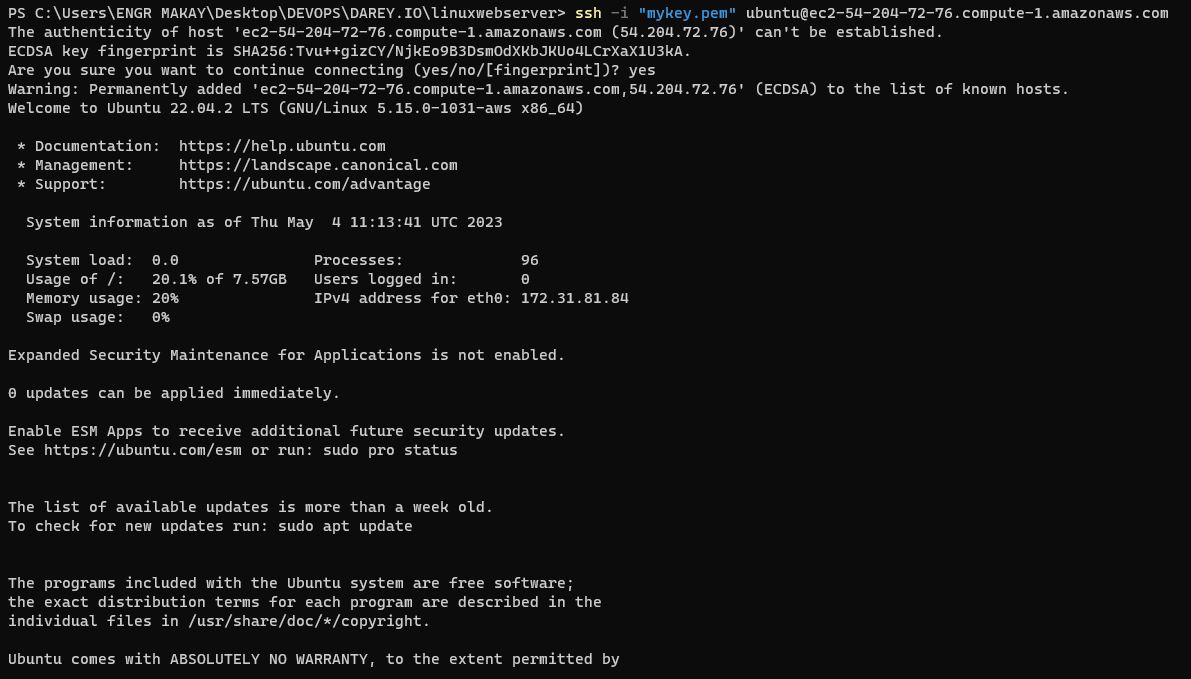 PS C:\Users\ENGR MAKAY\Desktop\DEVOPS\DAREY.IO\linuxwebserver> ssh -i "mykey.pem" ubuntu@ec2-54-204-72-76.compute-1.amazonaws.com
The authenticity of host 'ec2-54-204-72-76.compute-1.amazonaws.com (54.204.72.76)' can't be established.
ECDSA key fingerprint is SHA256:Tvu++gizCY/NjkEo9B3DsmOdXKbJKUo4LCrXaX1U3kA.
Are you sure you want to continue connecting (yes/no/[fingerprint])? yes
Warning: Permanently added 'ec2-54-204-72-76.compute-1.amazonaws.com,54.204.72.76' (ECDSA) to the list of known hosts.
Welcome to Ubuntu 22.04.2 LTS (GNU/Linux 5.15.0-1031-aws x86_64)

 * Documentation:  https://help.ubuntu.com
 * Management:     https://landscape.canonical.com
 * Support:        https://ubuntu.com/advantage

  System information as of Thu May  4 11:13:41 UTC 2023

  System load:  0.0               Processes:             96
  Usage of /:   20.1% of 7.57GB   Users logged in:       0
  Memory usage: 20%               IPv4 address for eth0: 172.31.81.84
  Swap usage:   0%

Expanded Security Maintenance for Applications is not enabled.

0 updates can be applied immediately.

Enable ESM Apps to receive additional future security updates.
See https://ubuntu.com/esm or run: sudo pro status


The list of available updates is more than a week old.
To check for new updates run: sudo apt update


The programs included with the Ubuntu system are free software;
the exact distribution terms for each program are described in the
individual files in /usr/share/doc/*/copyright.

Ubuntu comes with ABSOLUTELY NO WARRANTY, to the extent permitted by